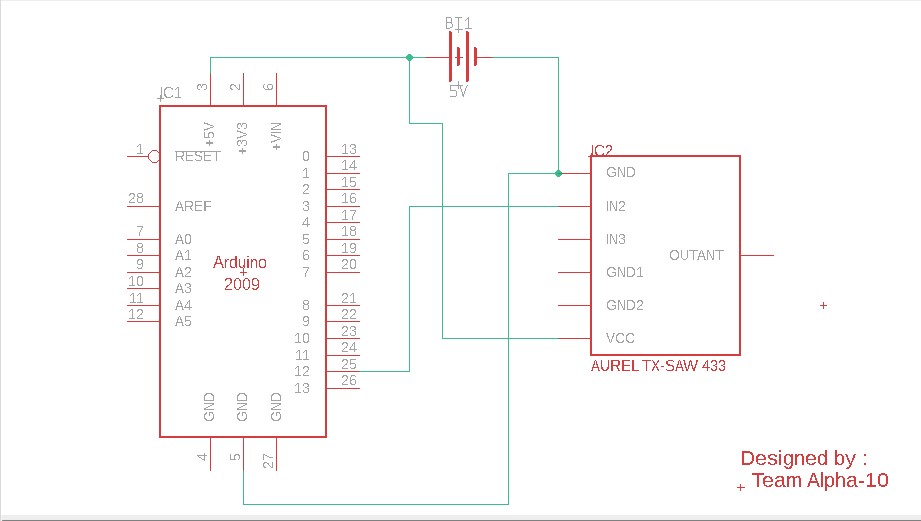 BT1
5V
IC1
3
2
6
+5V
+3V3
+VIN
1
RESET
28
AREF
7
A0
8
A1
9
A2
10
A3
11
A4
12
A5
Arduino
2009
0
13
1
14
2
15
3
16
4
17
5
18
6
19
7
20
8
21
9
22
10
23
11
24
12
25
13
26
GND
GND
GND
4
5
27
IC2
GND
IN2
IN3
GND1
GND2
VCC
OUTANT
AUREL TX-SAW 433
Designed by :
Team Alpha-10